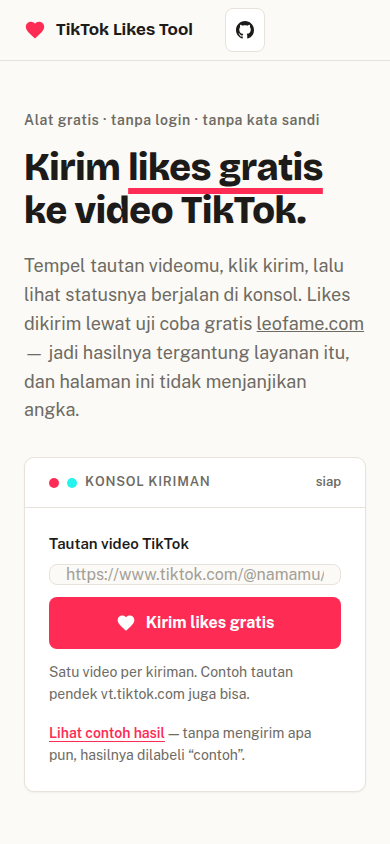 TikTok Likes Tool
Alat gratis · tanpa login · tanpa kata sandi
Kirim likes gratis
ke video TikTok.
Tempel tautan videomu, klik kirim, lalu
lihat statusnya berjalan di konsol. Likes
dikirim lewat uji coba gratis leofame.com
— jadi hasilnya tergantung layanan itu,
dan halaman ini tidak menjanjikan
angka.
KONSOL KIRIMAN
siap
Tautan video TikTok
https://www.tiktok.com/@namamu/
Kirim likes gratis
Satu video per kiriman. Contoh tautan
pendek vt.tiktok.com juga bisa.
Lihat contoh hasil — tanpa mengirim apa
pun, hasilnya dilabeli “contoh”.